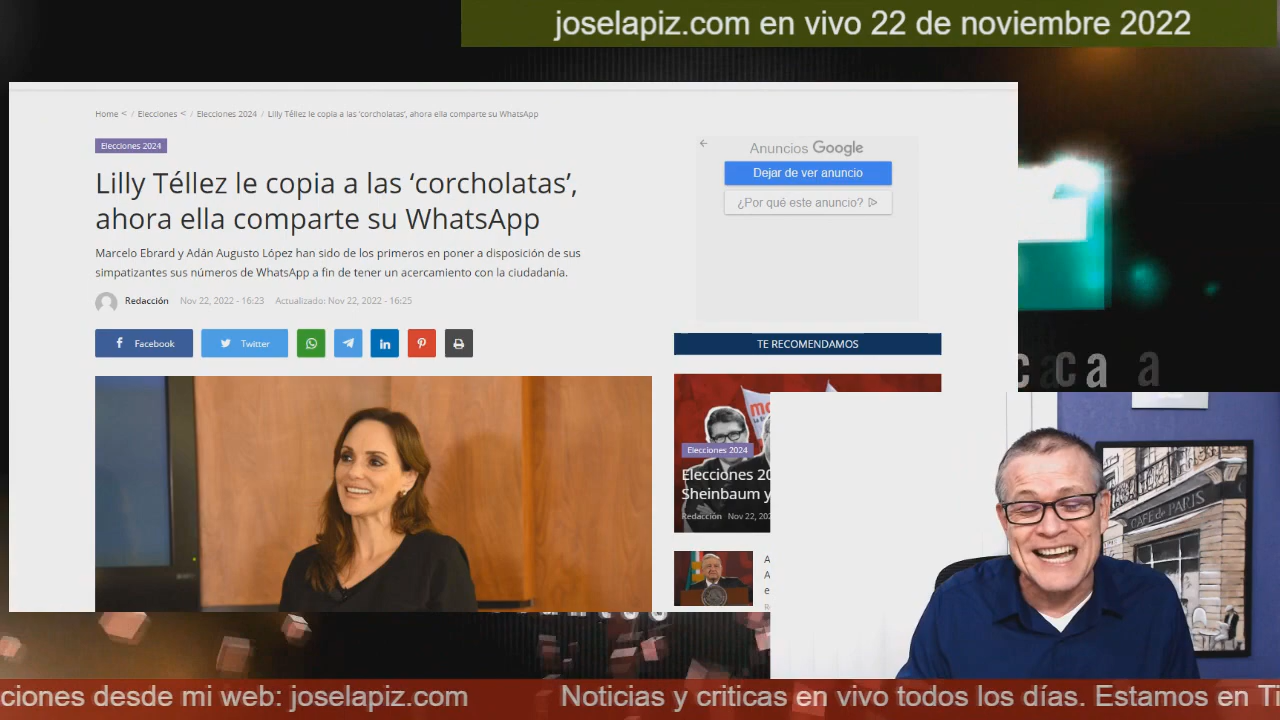 joselapiz.com en vivo 22 de noviembre 2022
Home < / Elecciones < / Elecciones 2024 / Lilly Téllez le copia a las 'corcholatas', ahora ella comparte su WhatsApp
Elecciones 2024
Lilly Téllez le copia a las ‘corcholatas’,
ahora ella comparte su WhatsApp
Marcelo Ebrard y Adán Augusto López han sido de los primeros en poner a disposición de sus
simpatizantes sus números de WhatsApp a fin de tener un acercamiento con la ciudadanía.
Redacción Nov 22, 2022 - 16:23 Actualizado: Nov 22, 2022 - 16:25
Facebook Twitter in
Anuncios Google
Dejar de ver anuncio
¿Por qué este anuncio?
TE RECOMENDAMOS
mo
Elecciones 2024
Elecciones 20
Sheinbaum y
Redacción Nov 22, 202
A
A
e
R
c a c a a
CAFÉ de PARIS
ciones desde mi web: joselapiz.com Noticias y criticas en vivo todos los días. Estamos en Ti